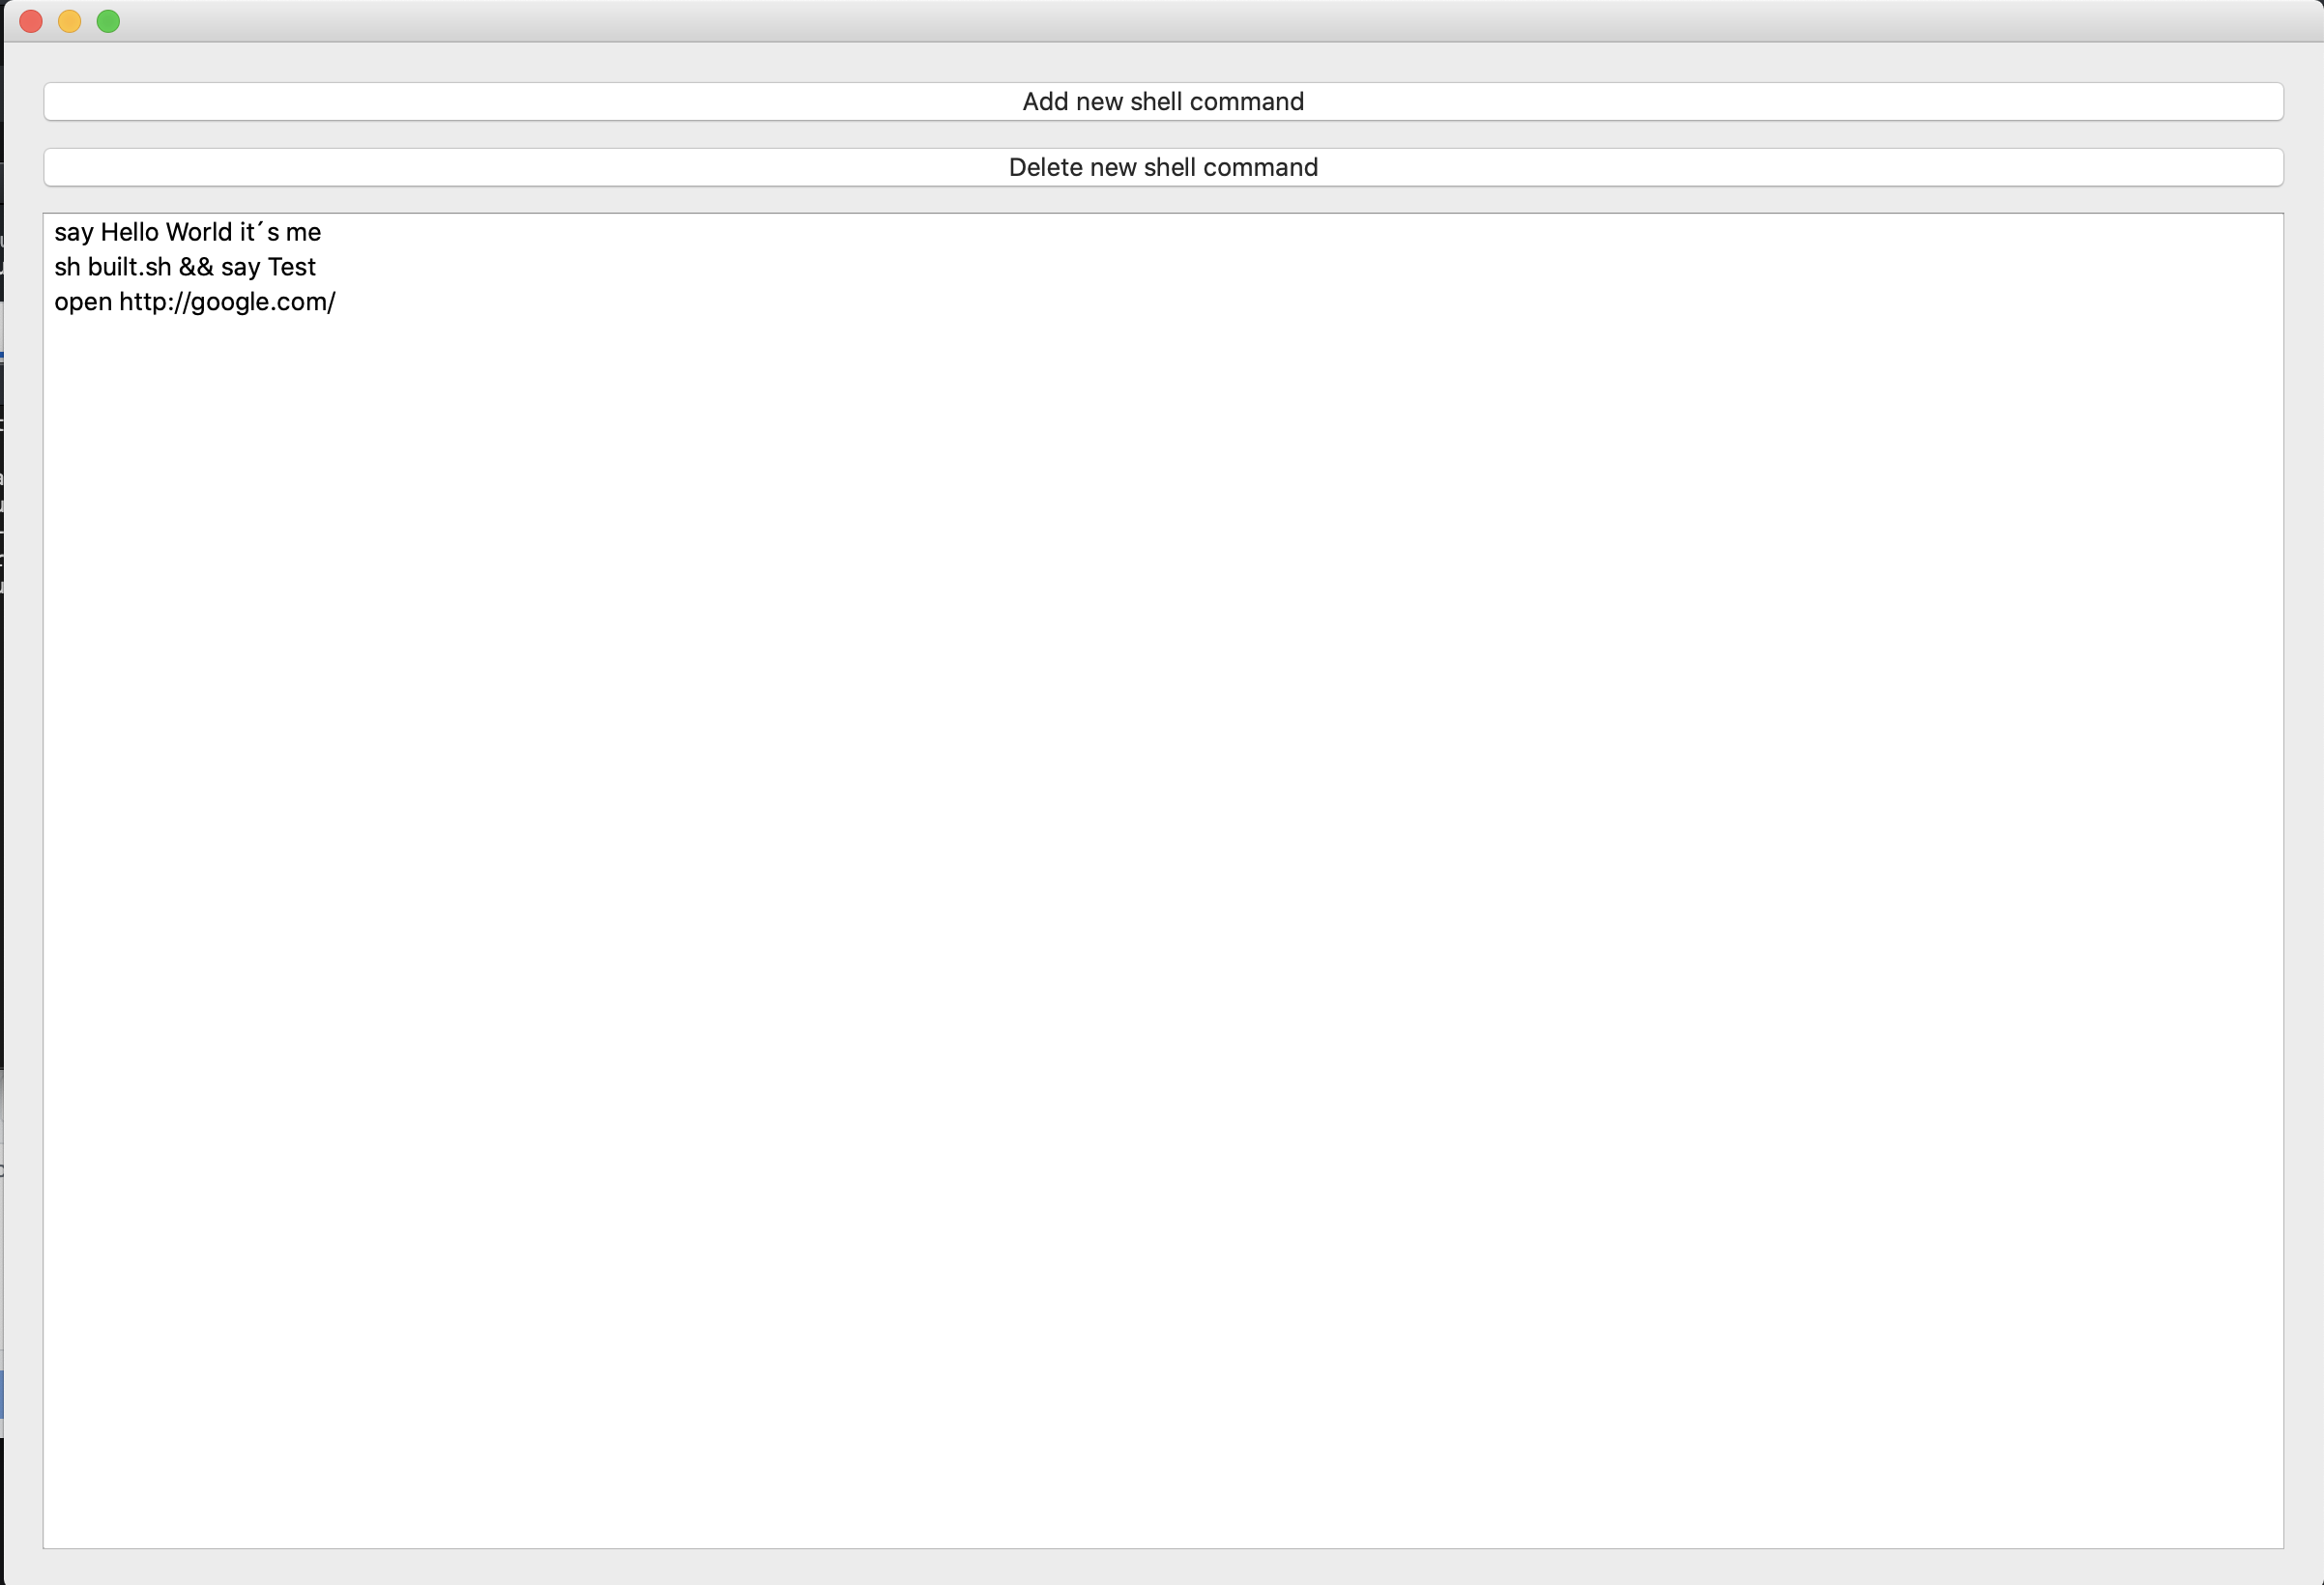 Add new shell command
Delete new shell command
say Hello World it´s me
sh built.sh && say Test
open http://google.com/